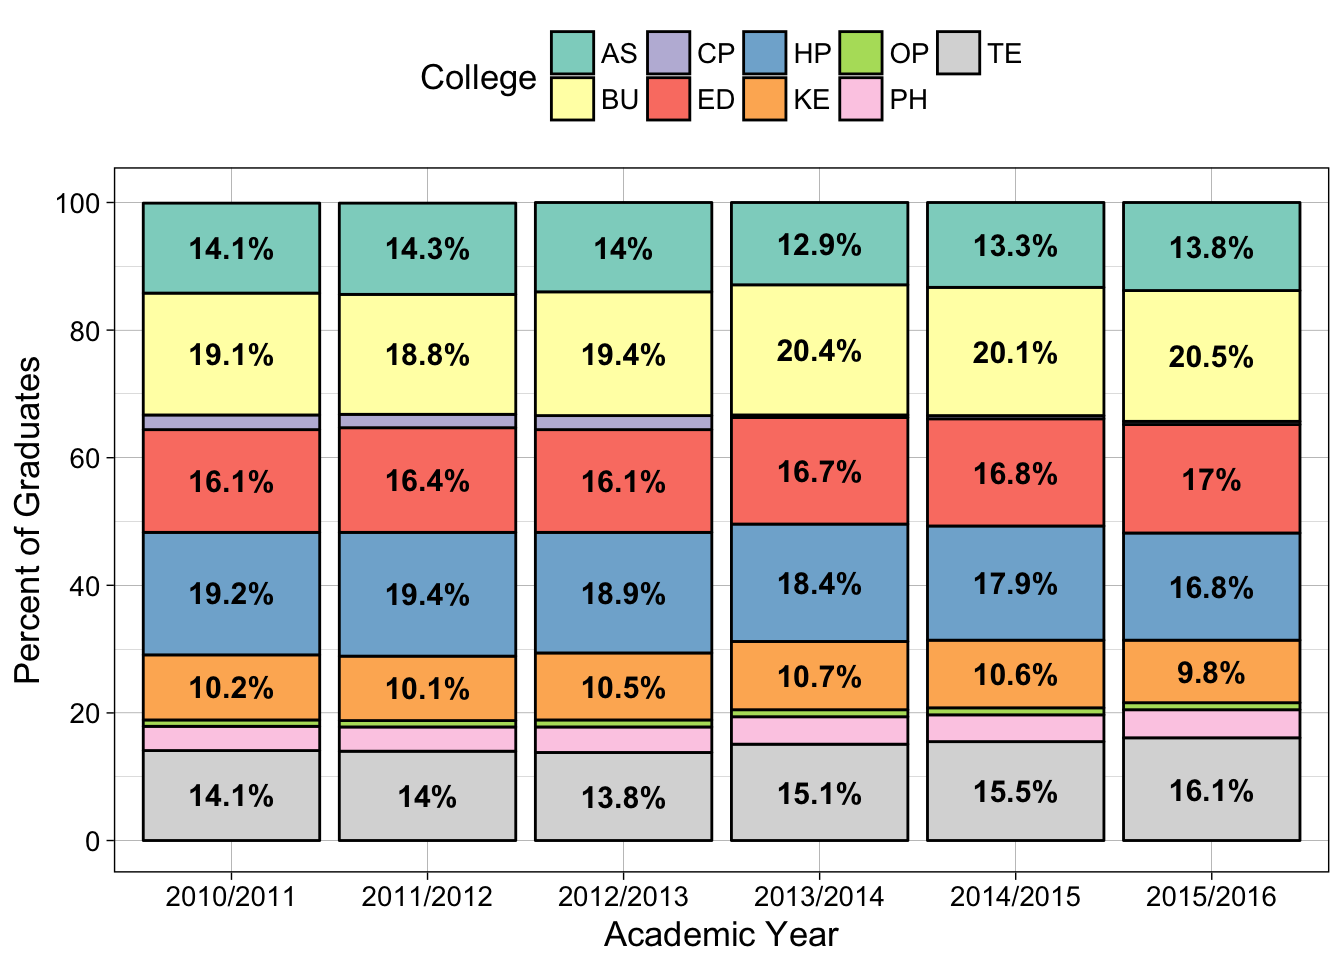 College
AS CP HP OP TE
BU ED KE PH
Percent of Graduates
100
80
60
40
20
0
14.1% 14.3% 14% 12.9% 13.3% 13.8%
19.1% 18.8% 19.4% 20.4% 20.1% 20.5%
16.1% 16.4% 16.1% 16.7% 16.8% 17%
19.2% 19.4% 18.9% 18.4% 17.9% 16.8%
10.2% 10.1% 10.5% 10.7% 10.6% 9.8%
14.1% 14% 13.8% 15.1% 15.5% 16.1%
2010/2011 2011/2012 2012/2013 2013/2014 2014/2015 2015/2016
Academic Year